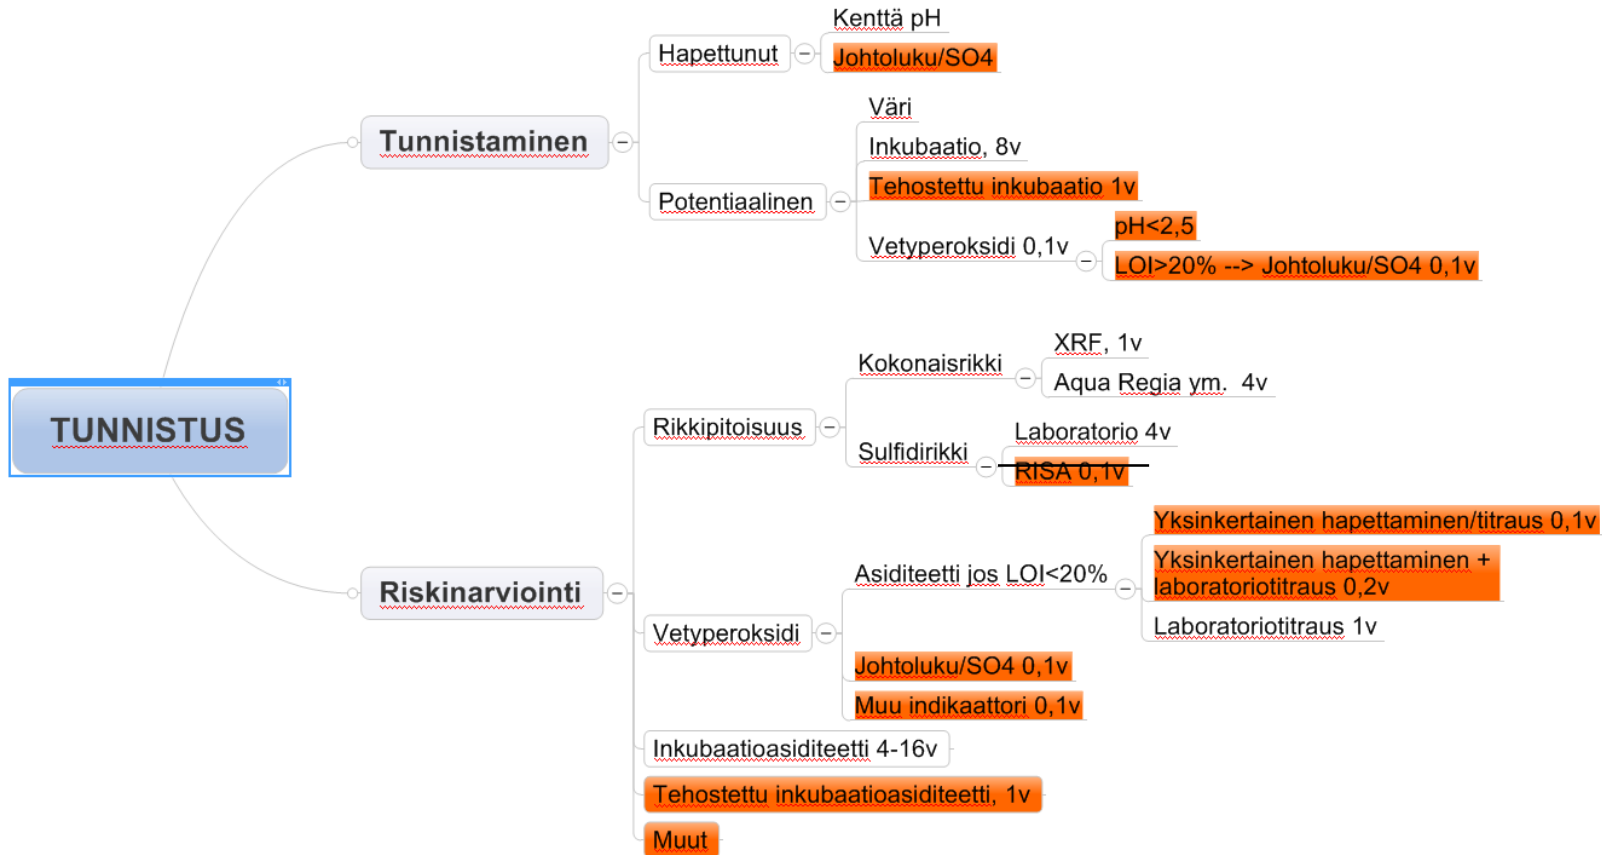 TUNNISTUS
Tunnistaminen
Hapettunut
Kenttä pH
Johtoluku/SO4
Potentiaalinen
Väri
Inkubaatio, 8v
Tehostettu inkubaatio 1v
Vetyperoksidi 0,1v
pH<2,5
LOI>20% --> Johtoluku/SO4 0,1v
Riskinarviointi
Rikkipitoisuus
Kokonaisrikki
XRF, 1v
Aqua Regia ym. 4v
Sulfidirikki
Laboratorio 4v
RISA 0,1v
Vetyperoksidi
Asiditeetti jos LOI<20%
Yksinkertainen hapettaminen/titraus 0,1v
Yksinkertainen hapettaminen +
laboratoriotitraus 0,2v
Laboratoriotitraus 1v
Johtoluku/SO4 0,1v
Muu indikaattori 0,1v
Inkubaatioasiditeetti 4-16v
Tehostettu inkubaatioasiditeetti, 1v
Muut